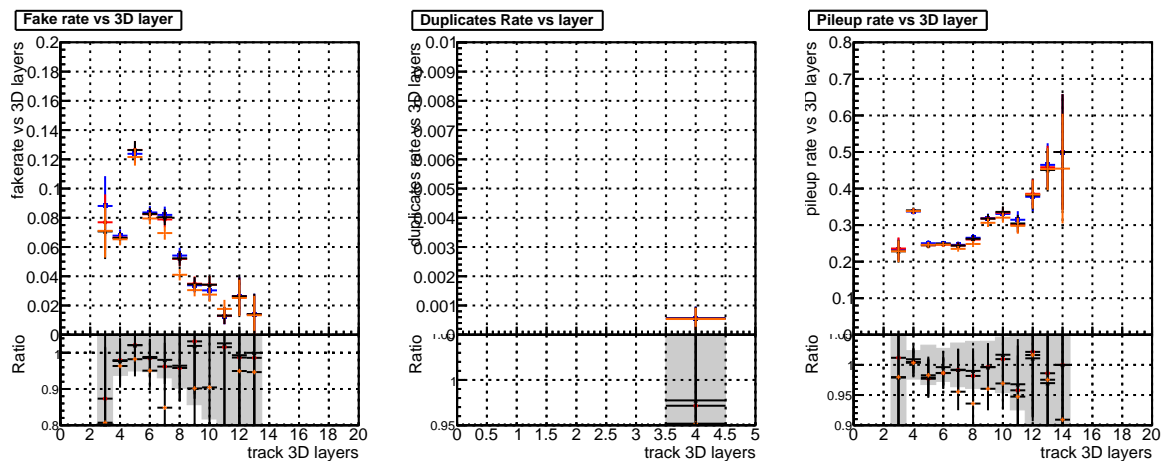 Fake rate vs 3D layer
fakerate vs 3D layers
0.2
0.18
0.16
0.14
0.12
0.1
0.08
0.06
0.04
0.02
0
Ratio
1
0.9
0.8
0 2 4 6 8 10 12 14 16 18 20
track 3D layers
Duplicates Rate vs layer
duplicates rate vs 3D layers
0.01
0.009
0.008
0.007
0.006
0.005
0.004
0.003
0.002
0.001
0
Ratio
1
0.95
0 0.5 1 1.5 2 2.5 3 3.5 4 4.5 5
track 3D layers
Pileup rate vs 3D layer
pileup rate vs 3D layers
0.8
0.7
0.6
0.5
0.4
0.3
0.2
0.1
0
Ratio
1.00
0.95
0.9
0 2 4 6 8 10 12 14 16 18 20
track 3D layers